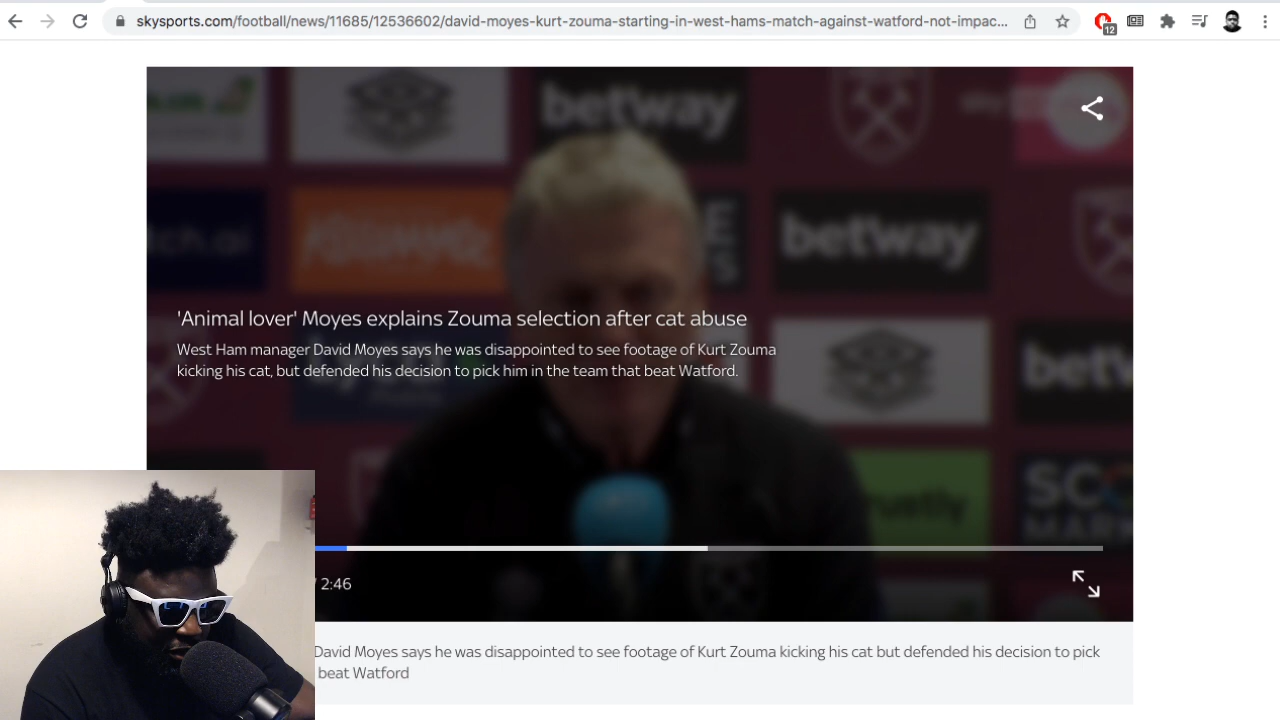 skysports.com/football/news/11685/12536602/david-moyes-kurt-zouma-starting-in-west-hams-match-against-watford-not-impac...
12
betway
betway
'Animal lover' Moyes explains Zouma selection after cat abuse
West Ham manager David Moyes says he was disappointed to see footage of Kurt Zouma
kicking his cat, but defended his decision to pick him in the team that beat Watford.
/ 2:46
David Moyes says he was disappointed to see footage of Kurt Zouma kicking his cat but defended his decision to pick
beat Watford